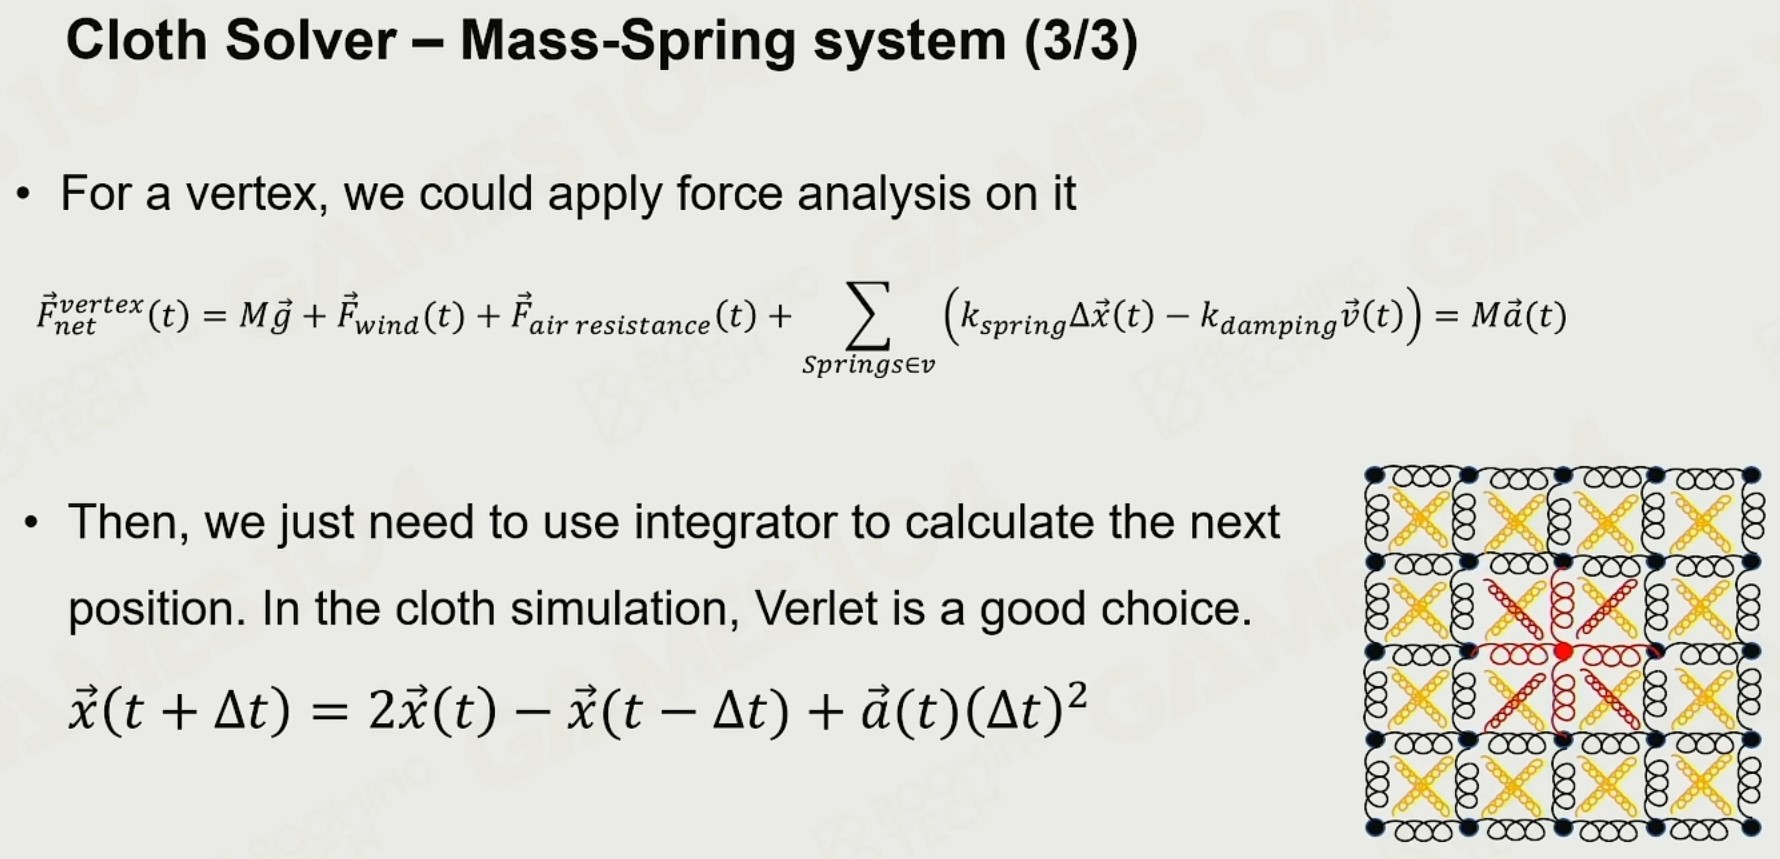 Cloth Solver – Mass-Spring system (3/3)
• For a vertex, we could apply force analysis on it
$\vec{F}_{net}^{vertex}(t) = M\vec{g} + \vec{F}_{wind}(t) + \vec{F}_{air\ resistance}(t) + \sum_{Springs \in v} \left(k_{spring}\Delta\vec{x}(t) - k_{damping}\vec{v}(t)\right) = M\vec{a}(t)$
• Then, we just need to use integrator to calculate the next
position. In the cloth simulation, Verlet is a good choice.
$\vec{x}(t + \Delta t) = 2\vec{x}(t) - \vec{x}(t - \Delta t) + \vec{a}(t)(\Delta t)^2$
GAMES104
BOOMING
TECH